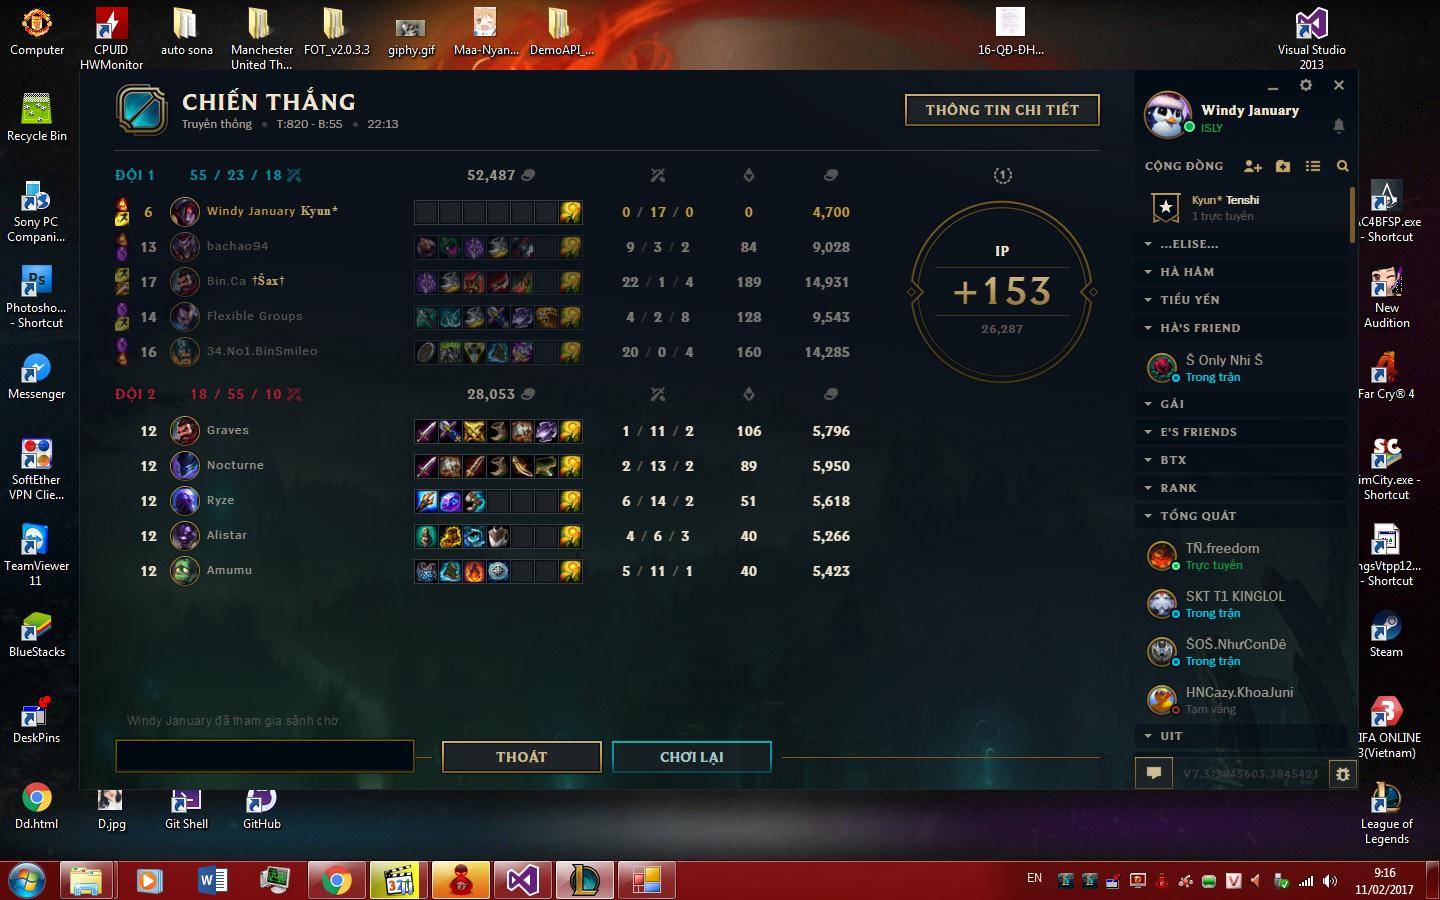 Computer
CPUID
HWMonitor
auto sona
Manchester
United Th...
FOT_v2.0.3.3
giphy.gif
Maa-Nyan...
DemoAPI_...
16-QĐ-ĐH...
Visual Studio
2013
Recycle Bin
Sony PC
Compani...
Photosho...
- Shortcut
Messenger
SoftEther
VPN Clie...
TeamViewer
11
BlueStacks
DeskPins
Dd.html
D.jpg
Git Shell
GitHub
CHIẾN THẮNG
Truyền thống • T:820 - B:55 • 22:13
THÔNG TIN CHI TIẾT
ĐỘI 1 55 / 23 / 18 52,487
6 Windy January Kyun* 0 / 17 / 0 0 4,700
13 bachao94 9 / 3 / 2 84 9,028
17 Bin.Ca †Šax† 22 / 1 / 4 189 14,931
14 Flexible Groups 4 / 2 / 8 128 9,543
16 34.No1.BinSmileo 20 / 0 / 4 160 14,285
ĐỘI 2 18 / 55 / 10 28,053
12 Graves 1 / 11 / 2 106 5,796
12 Nocturne 2 / 13 / 2 89 5,950
12 Ryze 6 / 14 / 2 51 5,618
12 Alistar 4 / 6 / 3 40 5,266
12 Amumu 5 / 11 / 1 40 5,423
1
IP
+153
26,287
Windy January đã tham gia sảnh chờ.
THOÁT
CHƠI LẠI
Windy January
ISLY
CỘNG ĐỒNG
Kyun* Tenshi
1 trực tuyến
...ELISE...
HÀ HÂM
TIỂU YẾN
HÀ'S FRIEND
Š Only Nhi Š
Trong trận
GÁI
E'S FRIENDS
BTX
RANK
TỔNG QUÁT
TÑ.freedom
Trực tuyến
SKT T1 KINGLOL
Trong trận
ŠOŠ.NhưConDê
Trong trận
HNCazy.KhoaJuni
Tạm vắng
UIT
V7.3.3845603.3845421
AC4BFSP.exe
- Shortcut
New
Audition
Far Cry® 4
SC
imCity.exe -
Shortcut
ngsVtpp12...
- Shortcut
Steam
IFA ONLINE
3(Vietnam)
League of
Legends
EN
9:16
11/02/2017